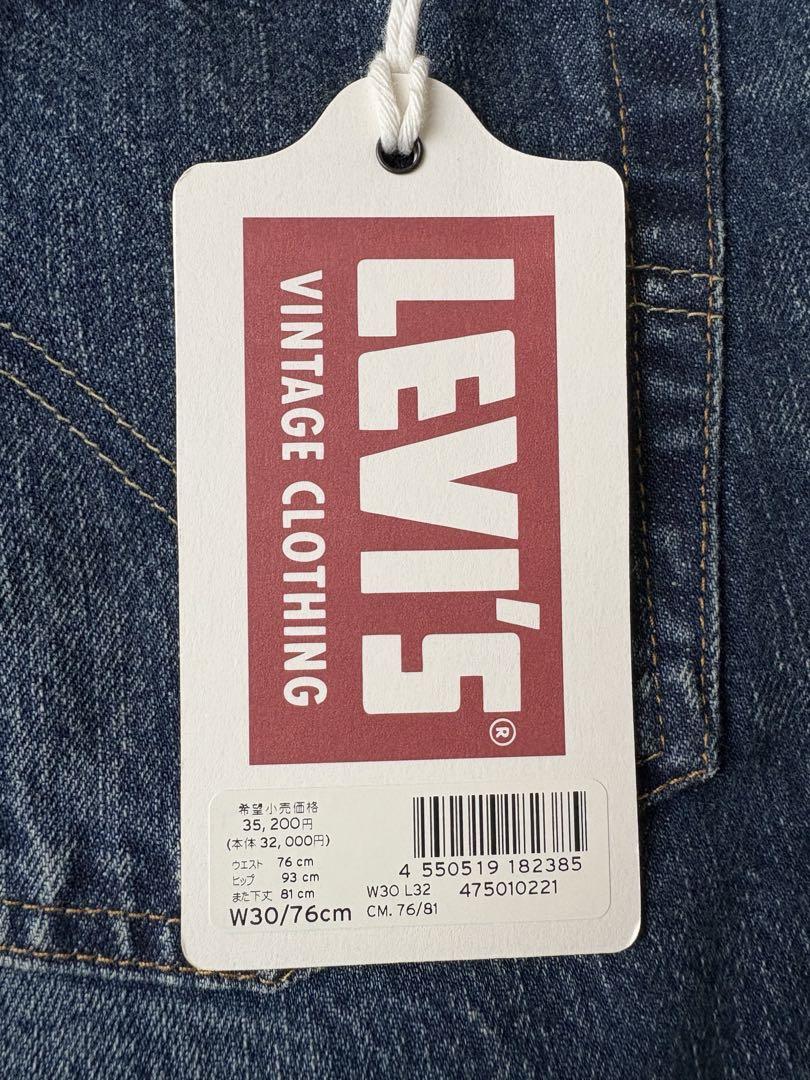 LEVI'S®
VINTAGE CLOTHING
希望小売価格
35,200円
(本体 32,000円)
ウエスト 76 cm
ヒップ 93 cm
また下丈 81 cm
W30/76cm
4 550519 182385
W30 L32 475010221
CM. 76/81